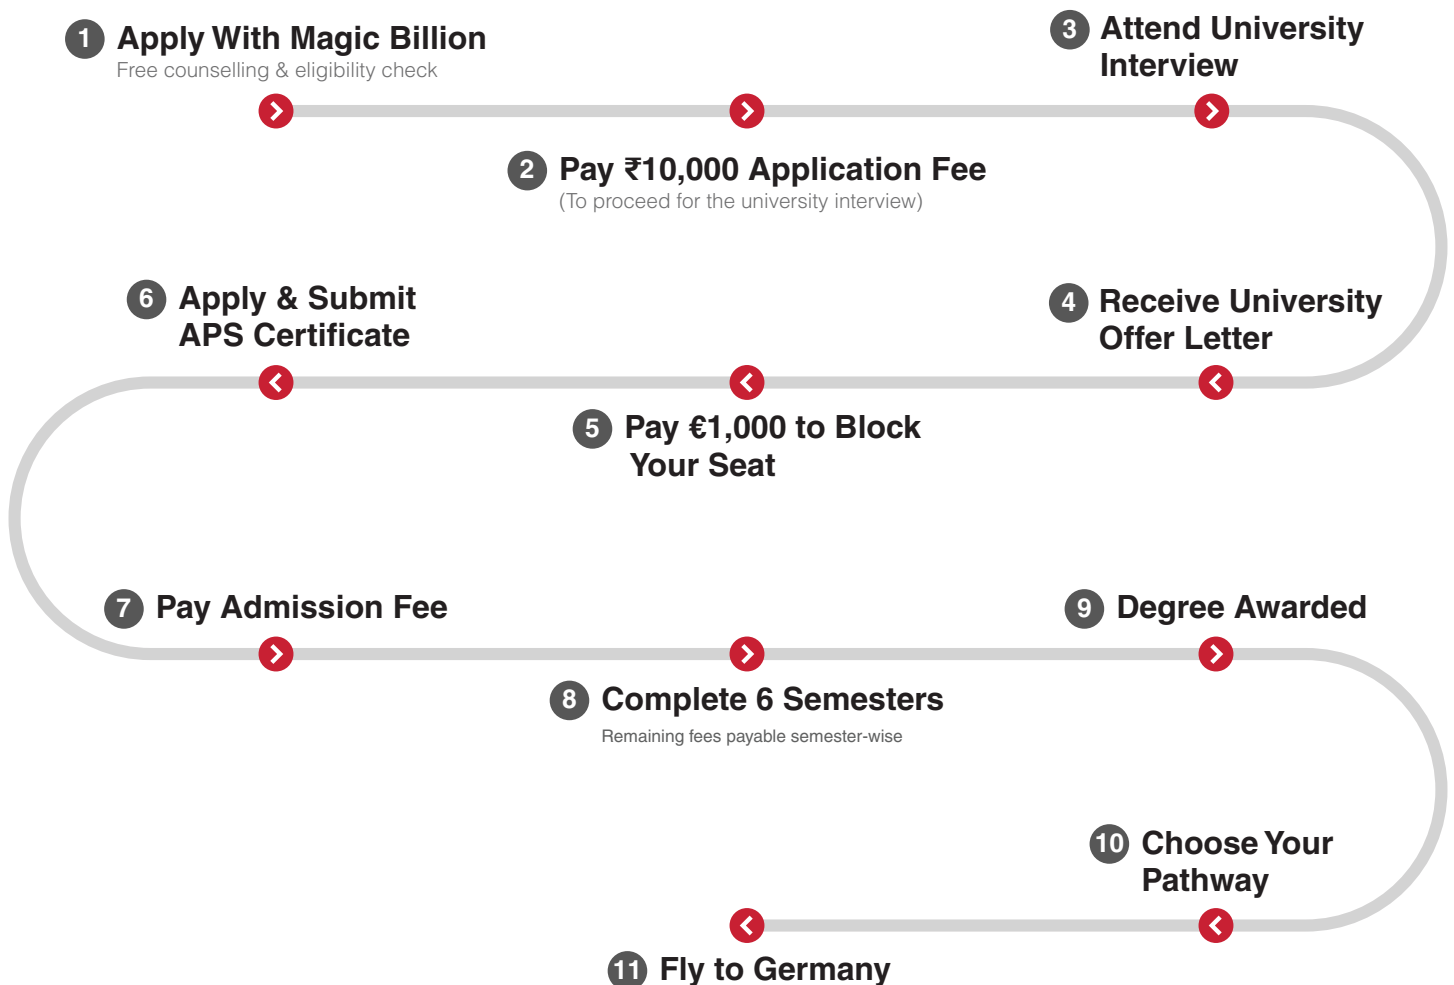 1 Apply With Magic Billion
Free counselling & eligibility check
2 Pay ₹10,000 Application Fee
(To proceed for the university interview)
3 Attend University
Interview
4 Receive University
Offer Letter
5 Pay €1,000 to Block
Your Seat
6 Apply & Submit
APS Certificate
7 Pay Admission Fee
8 Complete 6 Semesters
Remaining fees payable semester-wise
9 Degree Awarded
10 Choose Your
Pathway
11 Fly to Germany